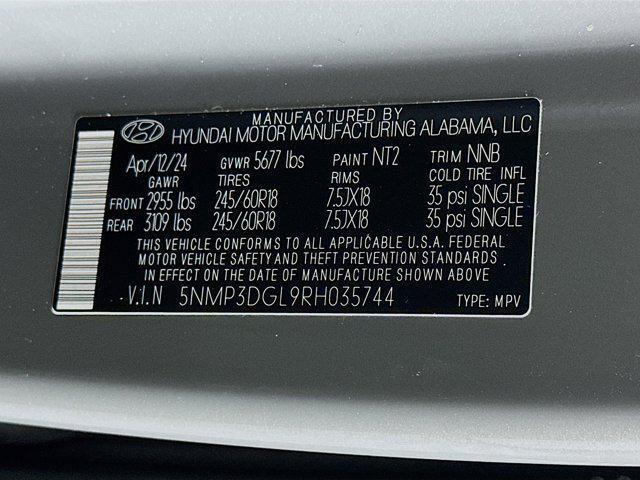 MANUFACTURED BY
HYUNDAI MOTOR MANUFACTURING ALABAMA, LLC
Apr/12/24 GVWR 5677 lbs PAINT NT2 TRIM NNB
GAWR TIRES RIMS COLD TIRE INFL
FRONT 2955 lbs 245/60R18 7.5JX18 35 psi SINGLE
REAR 3109 lbs 245/60R18 7.5JX18 35 psi SINGLE
THIS VEHICLE CONFORMS TO ALL APPLICABLE U.S.A. FEDERAL
MOTOR VEHICLE SAFETY AND THEFT PREVENTION STANDARDS
IN EFFECT ON THE DATE OF MANUFACTURE SHOWN ABOVE
V.I.N 5NMP3DGL9RH035744 TYPE: MPV